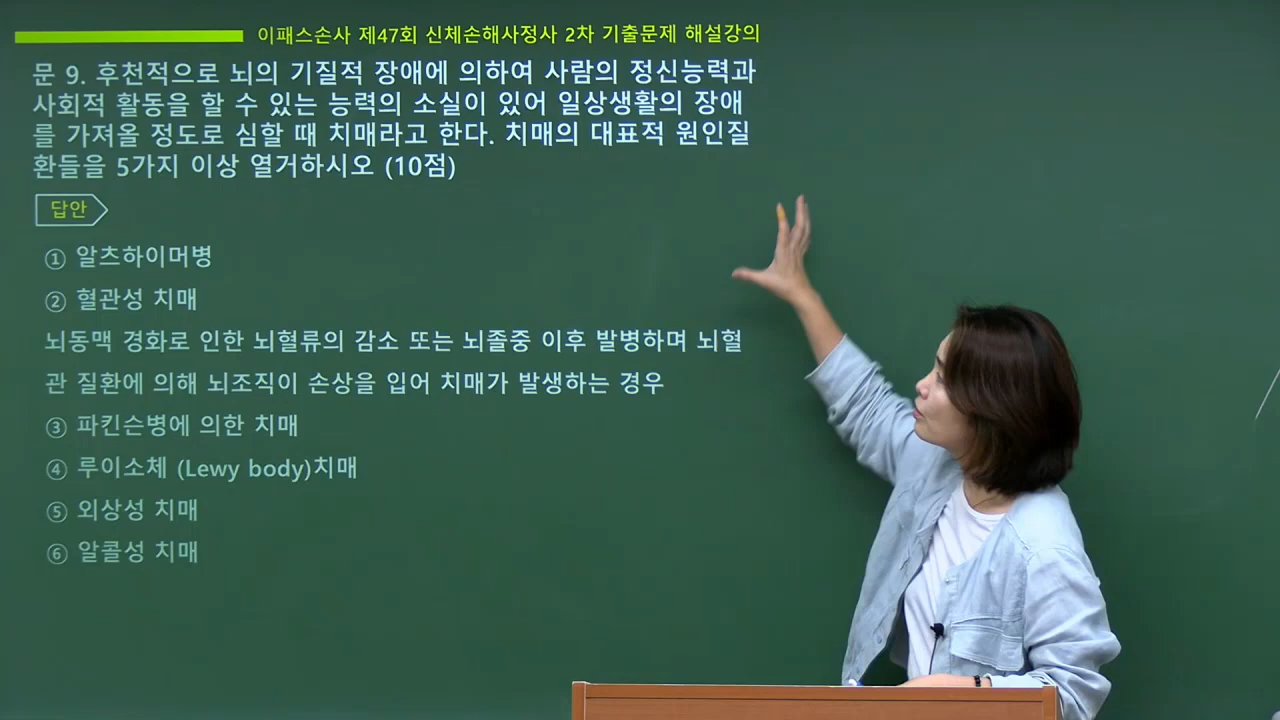 이패스손사 제47회 신체손해사정사 2차 기출문제 해설강의
문 9. 후천적으로 뇌의 기질적 장애에 의하여 사람의 정신능력과
사회적 활동을 할 수 있는 능력의 소실이 있어 일상생활의 장애
를 가져올 정도로 심할 때 치매라고 한다. 치매의 대표적 원인질
환들을 5가지 이상 열거하시오 (10점)
답안
① 알츠하이머병
② 혈관성 치매
뇌동맥 경화로 인한 뇌혈류의 감소 또는 뇌졸중 이후 발병하며 뇌혈
관 질환에 의해 뇌조직이 손상을 입어 치매가 발생하는 경우
③ 파킨슨병에 의한 치매
④ 루이소체 (Lewy body)치매
⑤ 외상성 치매
⑥ 알콜성 치매